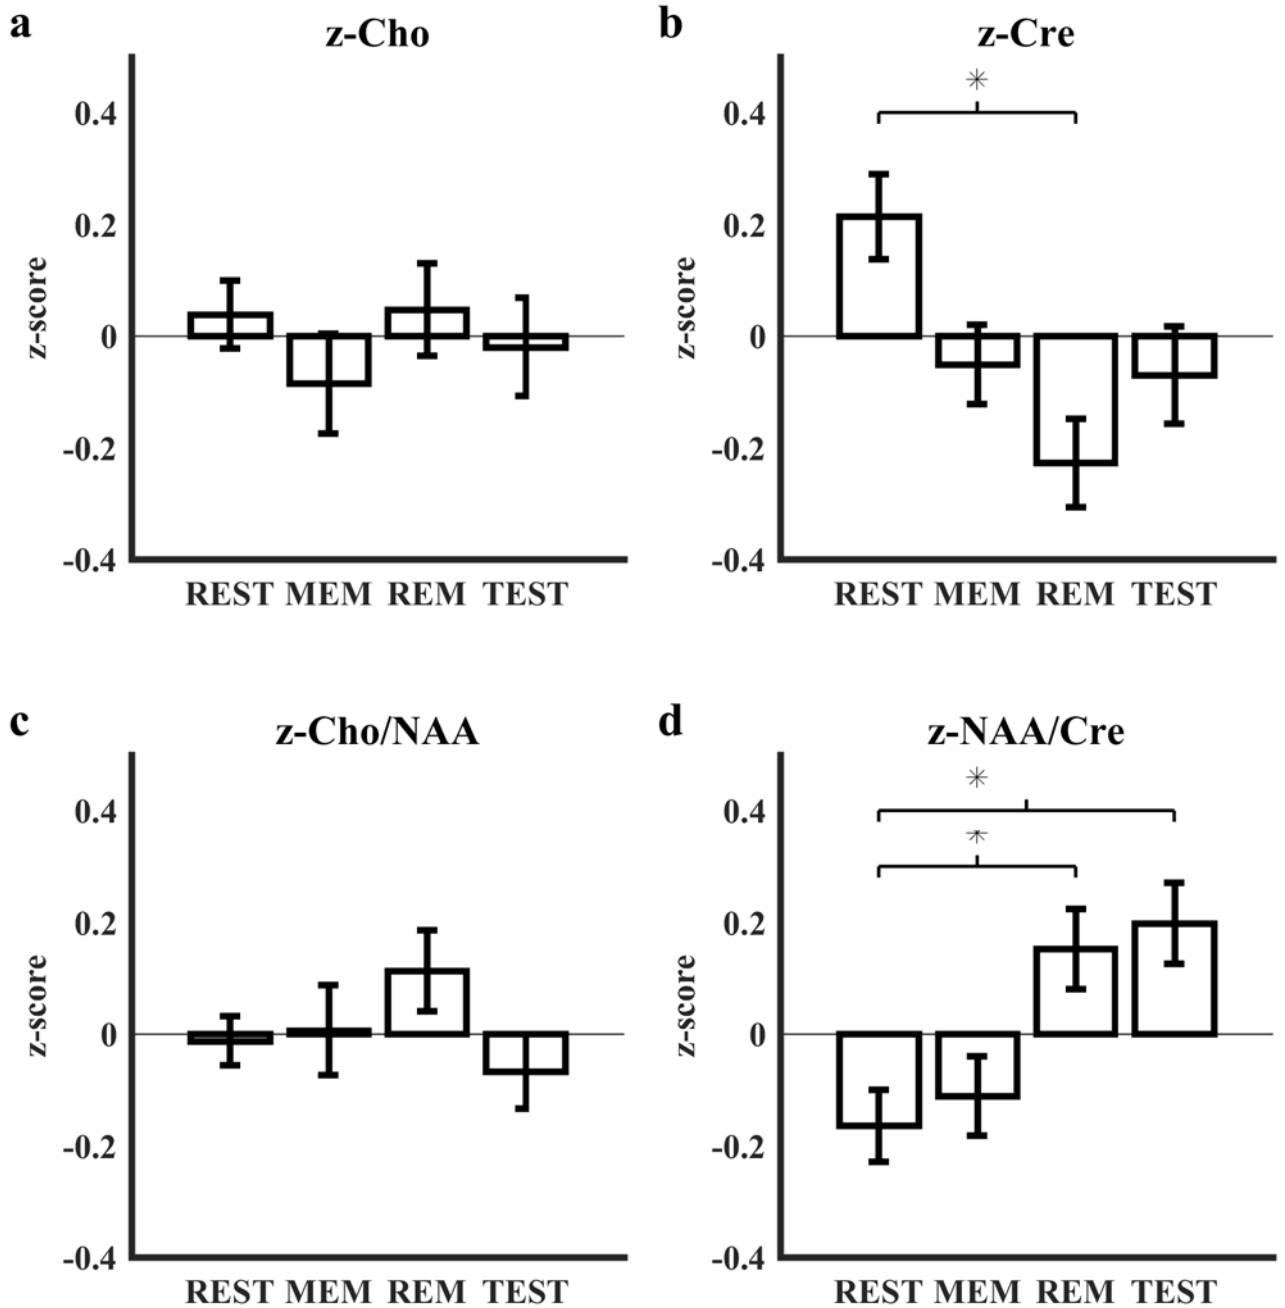 a
z-Cho
z-score
0.4
0.2
0
-0.2
-0.4
REST MEM REM TEST
b
z-Cre
*
z-score
0.4
0.2
0
-0.2
-0.4
REST MEM REM TEST
c
z-Cho/NAA
z-score
0.4
0.2
0
-0.2
-0.4
REST MEM REM TEST
d
z-NAA/Cre
*
*
z-score
0.4
0.2
0
-0.2
-0.4
REST MEM REM TEST